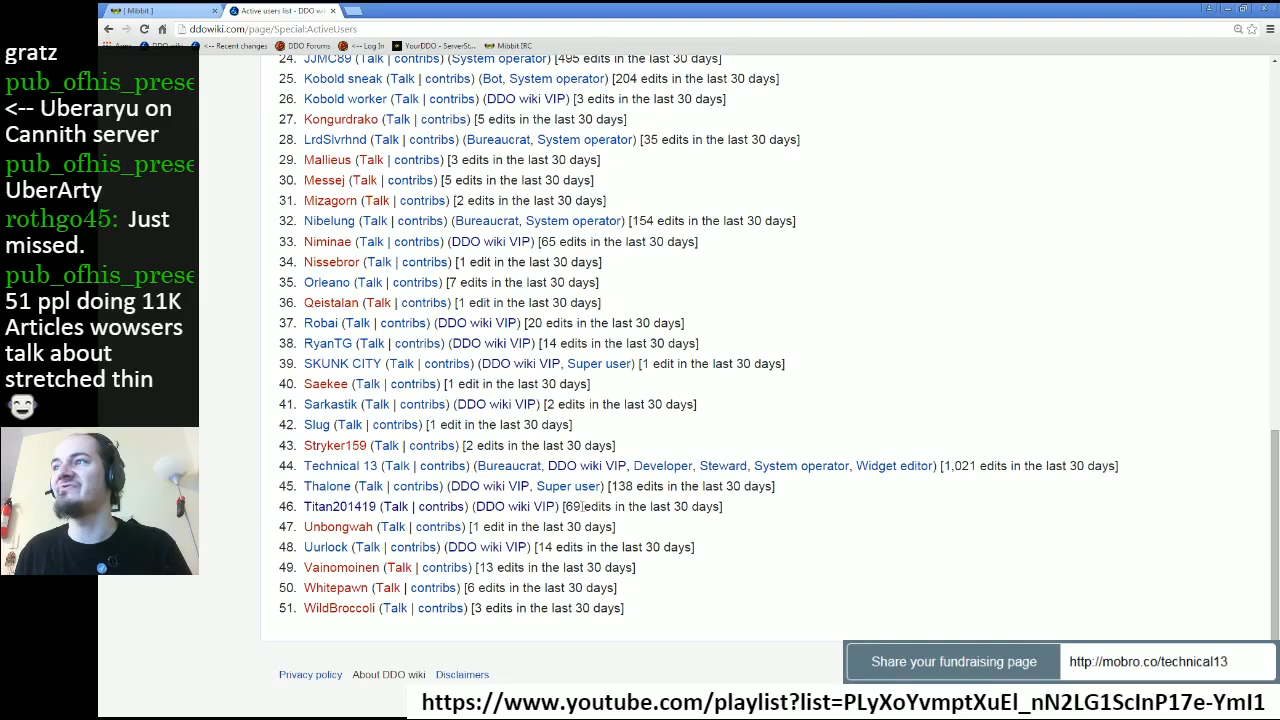 gratz
pub_ofhis_prese
<-- Uberaryu on
Cannith server
pub_ofhis_prese
UberArty
rothgo45: Just
missed.
pub_ofhis_prese
51 ppl doing 11K
Articles wowsers
talk about
stretched thin
[ Mibbit ]
Active users list - DDO wi
ddowiki.com/page/Special:ActiveUsers
<-- Recent changes
DDO Forums
<-- Log In
YourDDO - ServerSt...
Mibbit IRC
24. JJMC89 (Talk | contribs) (System operator) [495 edits in the last 30 days]
25. Kobold sneak (Talk | contribs) (Bot, System operator) [204 edits in the last 30 days]
26. Kobold worker (Talk | contribs) (DDO wiki VIP) [3 edits in the last 30 days]
27. Kongurdrako (Talk | contribs) [5 edits in the last 30 days]
28. LrdSlvrhnd (Talk | contribs) (Bureaucrat, System operator) [35 edits in the last 30 days]
29. Mallieus (Talk | contribs) [3 edits in the last 30 days]
30. Messej (Talk | contribs) [5 edits in the last 30 days]
31. Mizagorn (Talk | contribs) [2 edits in the last 30 days]
32. Nibelung (Talk | contribs) (Bureaucrat, System operator) [154 edits in the last 30 days]
33. Niminae (Talk | contribs) (DDO wiki VIP) [65 edits in the last 30 days]
34. Nissebror (Talk | contribs) [1 edit in the last 30 days]
35. Orleano (Talk | contribs) [7 edits in the last 30 days]
36. Qeistalan (Talk | contribs) [1 edit in the last 30 days]
37. Robai (Talk | contribs) (DDO wiki VIP) [20 edits in the last 30 days]
38. RyanTG (Talk | contribs) (DDO wiki VIP) [14 edits in the last 30 days]
39. SKUNK CITY (Talk | contribs) (DDO wiki VIP, Super user) [1 edit in the last 30 days]
40. Saekee (Talk | contribs) [1 edit in the last 30 days]
41. Sarkastik (Talk | contribs) (DDO wiki VIP) [2 edits in the last 30 days]
42. Slug (Talk | contribs) [1 edit in the last 30 days]
43. Stryker159 (Talk | contribs) [2 edits in the last 30 days]
44. Technical 13 (Talk | contribs) (Bureaucrat, DDO wiki VIP, Developer, Steward, System operator, Widget editor) [1,021 edits in the last 30 days]
45. Thalone (Talk | contribs) (DDO wiki VIP, Super user) [138 edits in the last 30 days]
46. Titan201419 (Talk | contribs) (DDO wiki VIP) [69 edits in the last 30 days]
47. Unbongwah (Talk | contribs) [1 edit in the last 30 days]
48. Uurlock (Talk | contribs) (DDO wiki VIP) [14 edits in the last 30 days]
49. Vainomoinen (Talk | contribs) [13 edits in the last 30 days]
50. Whitepawn (Talk | contribs) [6 edits in the last 30 days]
51. WildBroccoli (Talk | contribs) [3 edits in the last 30 days]
Privacy policy About DDO wiki Disclaimers
Share your fundraising page http://mobro.co/technical13
https://www.youtube.com/playlist?list=PLyXoYvmptXuEl_nN2LG1ScInP17e-YmI1